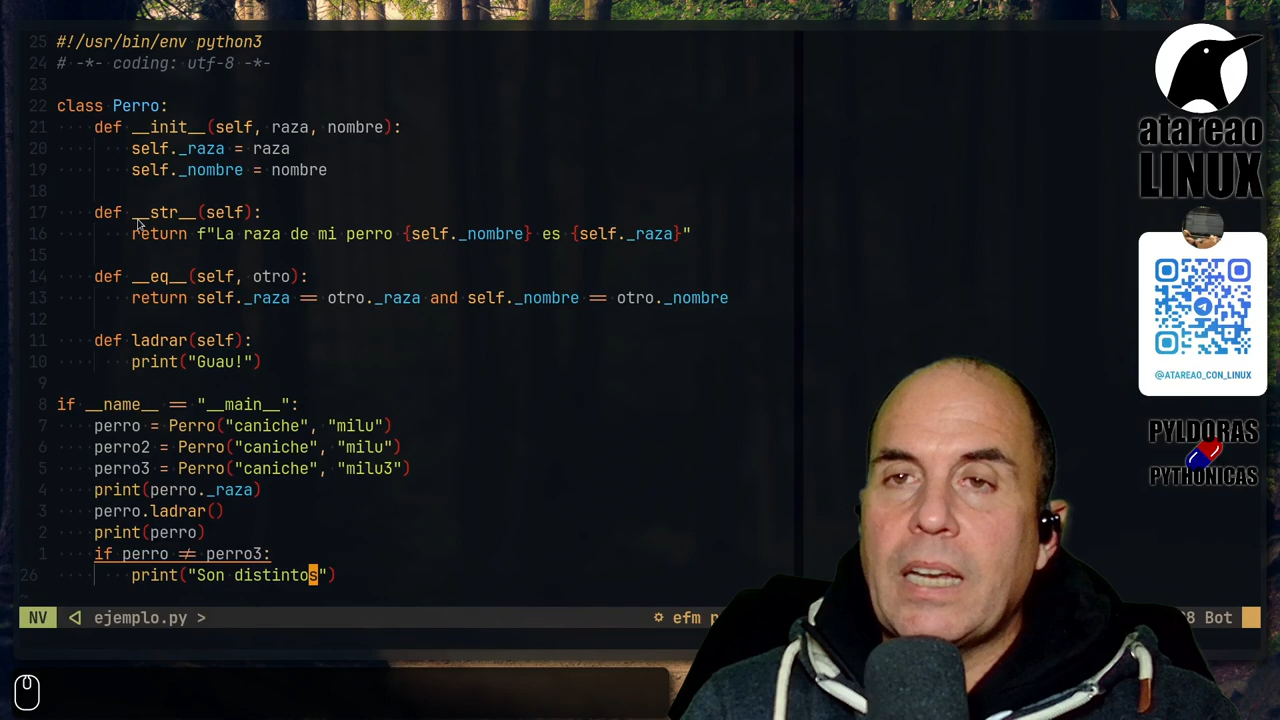 25 #!/usr/bin/env python3
24 # -*- coding: utf-8 -*-
23
22 class Perro:
21 def __init__(self, raza, nombre):
20 self._raza = raza
19 self._nombre = nombre
18
17 def __str__(self):
16 return f"La raza de mi perro {self._nombre} es {self._raza}"
15
14 def __eq__(self, otro):
13 return self._raza == otro._raza and self._nombre == otro._nombre
12
11 def ladrar(self):
10 print("Guau!")
9
8 if __name__ == "__main__":
7 perro = Perro("caniche", "milu")
6 perro2 = Perro("caniche", "milu")
5 perro3 = Perro("caniche", "milu3")
4 print(perro._raza)
3 perro.ladrar()
2 print(perro)
1 if perro != perro3:
26 print("Son distintos")
~
NV ejemplo.py > efm 8 Bot
atareao
LINUX
@ATAREAO_CON_LINUX
PYLDORAS
PYTHONICAS